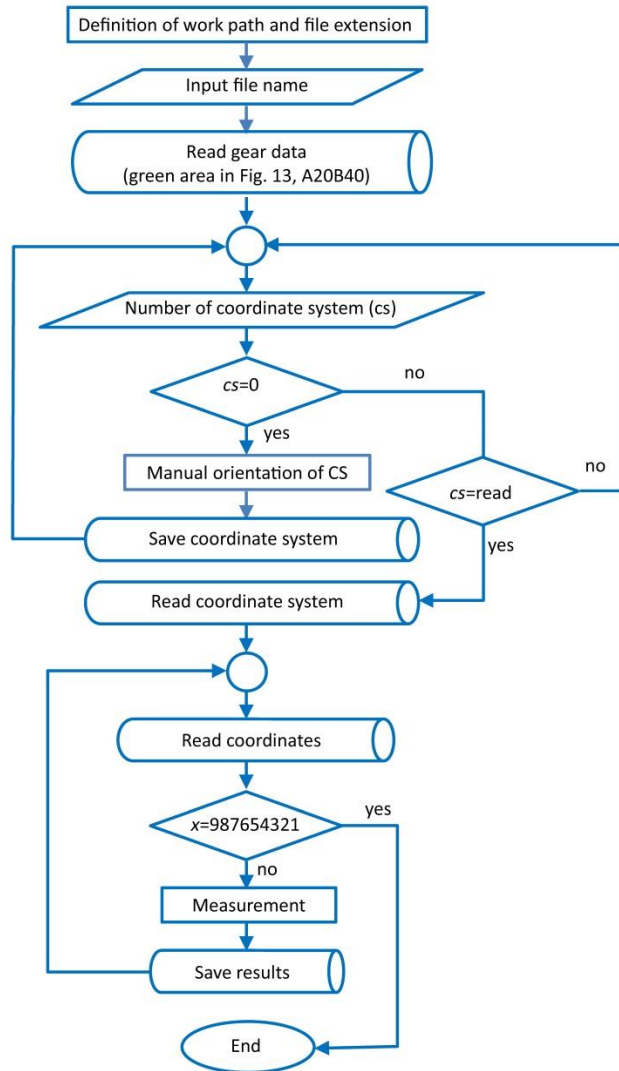 Definition of work path and file extension
Input file name
Read gear data
(green area in Fig. 13, A20B40)
Number of coordinate system (cs)
cs=0
no
yes
Manual orientation of CS
cs=read
no
Save coordinate system
yes
Read coordinate system
Read coordinates
x=987654321
yes
no
Measurement
Save results
End